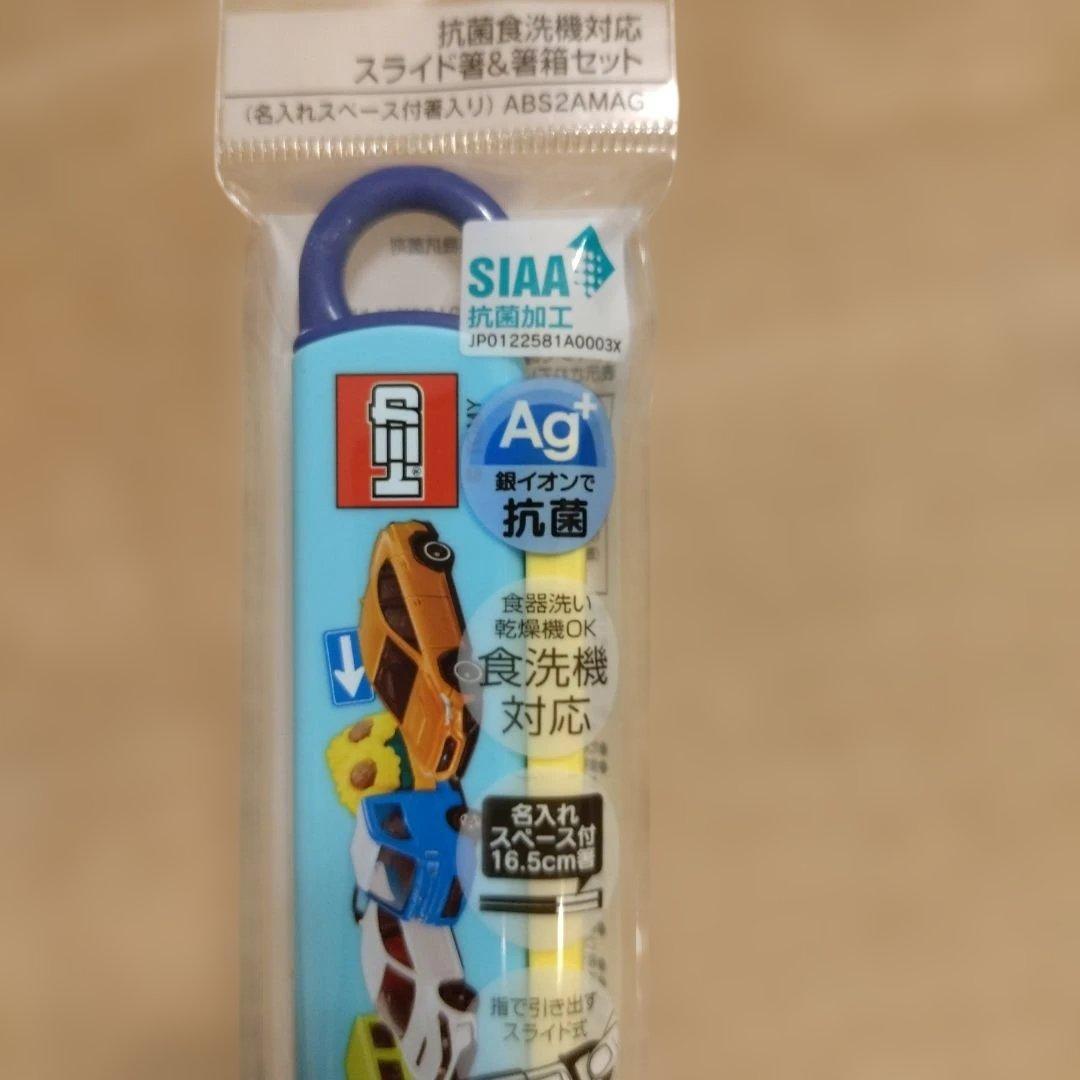 抗菌食洗機対応
スライド箸&箸箱セット
(名入れスペース付箸入り) ABS2AMAG
SIAA
抗菌加工
JP0122581A0003X
Ag+
銀イオンで
抗菌
食器洗い
乾燥機OK
食洗機
対応
名入れ
スペース付
16.5cm箸
指で引き出す
スライド式